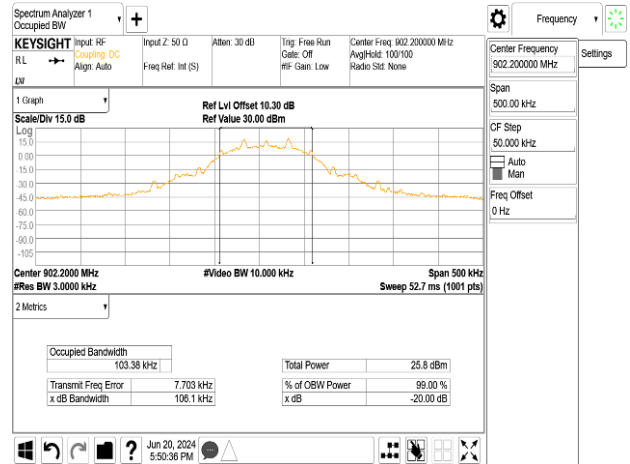 Spectrum Analyzer 1
Occupied BW
Frequency
KEYSIGHT
RL
LXI
Input: RF
Coupling: DC
Align: Auto
Input Z: 50 Ω
Freq Ref: Int (S)
Atten: 30 dB
Trig: Free Run
Gate: Off
#IF Gain: Low
Center Freq: 902.200000 MHz
Avg|Hold: 100/100
Radio Std: None
Center Frequency
902.200000 MHz
Settings
Span
500.00 kHz
CF Step
50.000 kHz
Auto
Man
Freq Offset
0 Hz
1 Graph
Scale/Div 15.0 dB
Ref Lvl Offset 10.30 dB
Ref Value 30.00 dBm
Log
15.0
0.00
-15.0
-30.0
-45.0
-60.0
-75.0
-90.0
-105
Center 902.2000 MHz
#Res BW 3.0000 kHz
#Video BW 10.000 kHz
Span 500 kHz
Sweep 52.7 ms (1001 pts)
2 Metrics
Occupied Bandwidth
103.38 kHz
Total Power 25.8 dBm
Transmit Freq Error 7.703 kHz
% of OBW Power 99.00 %
x dB Bandwidth 106.1 kHz
x dB -20.00 dB
?
Jun 20, 2024
5:50:36 PM